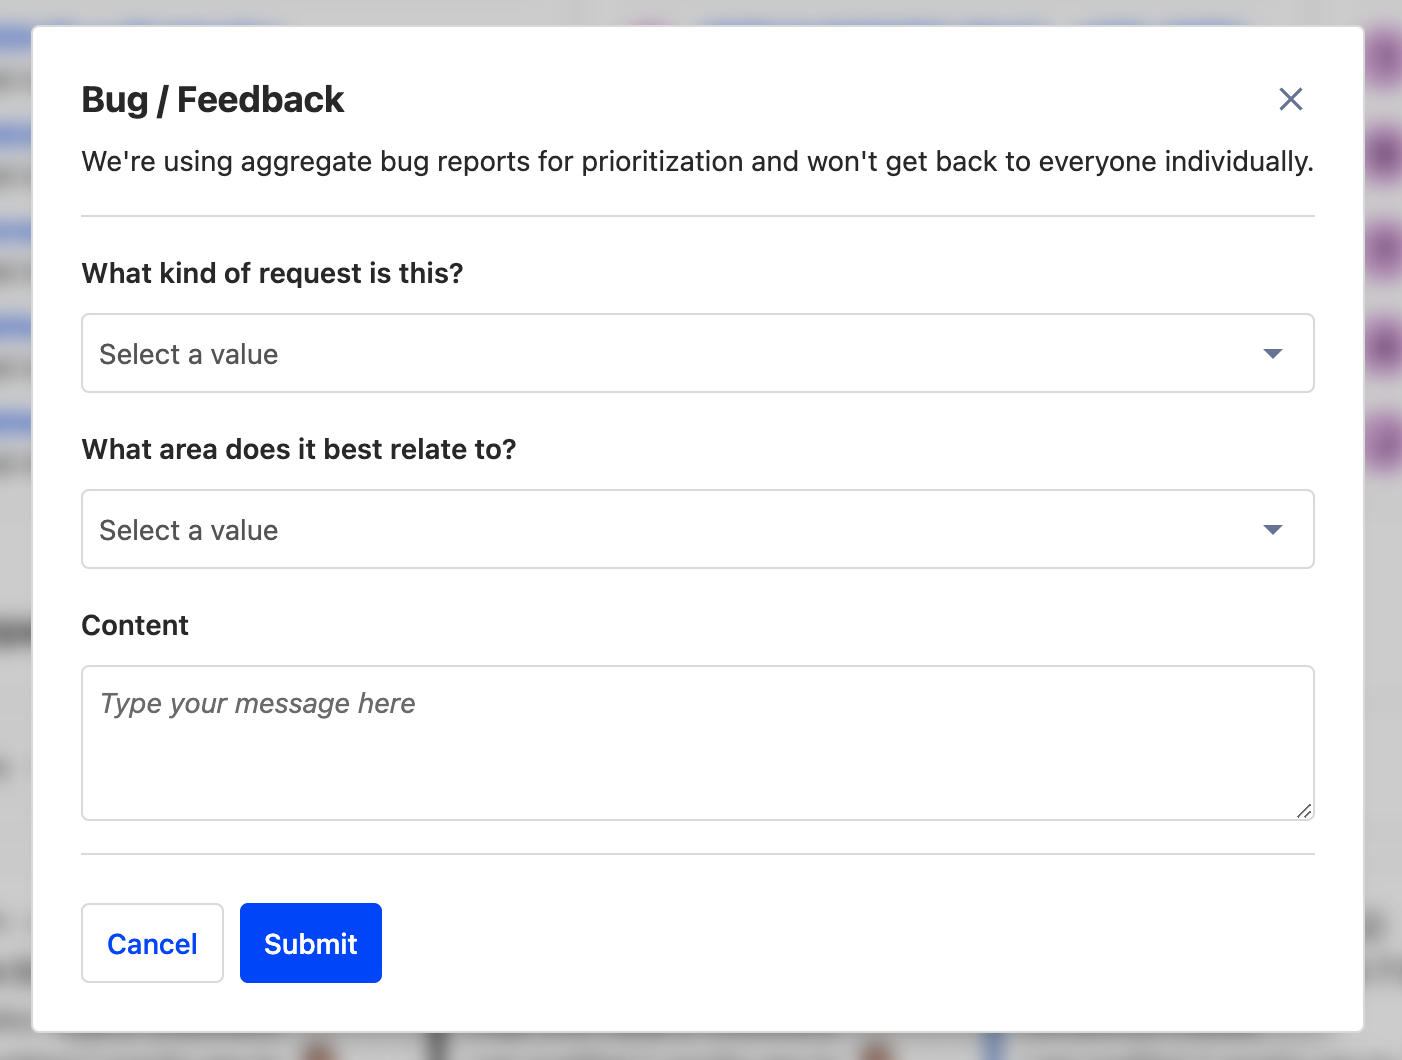 Bug / Feedback
We're using aggregate bug reports for prioritization and won't get back to everyone individually.
What kind of request is this?
Select a value
What area does it best relate to?
Select a value
Content
Type your message here
Cancel
Submit